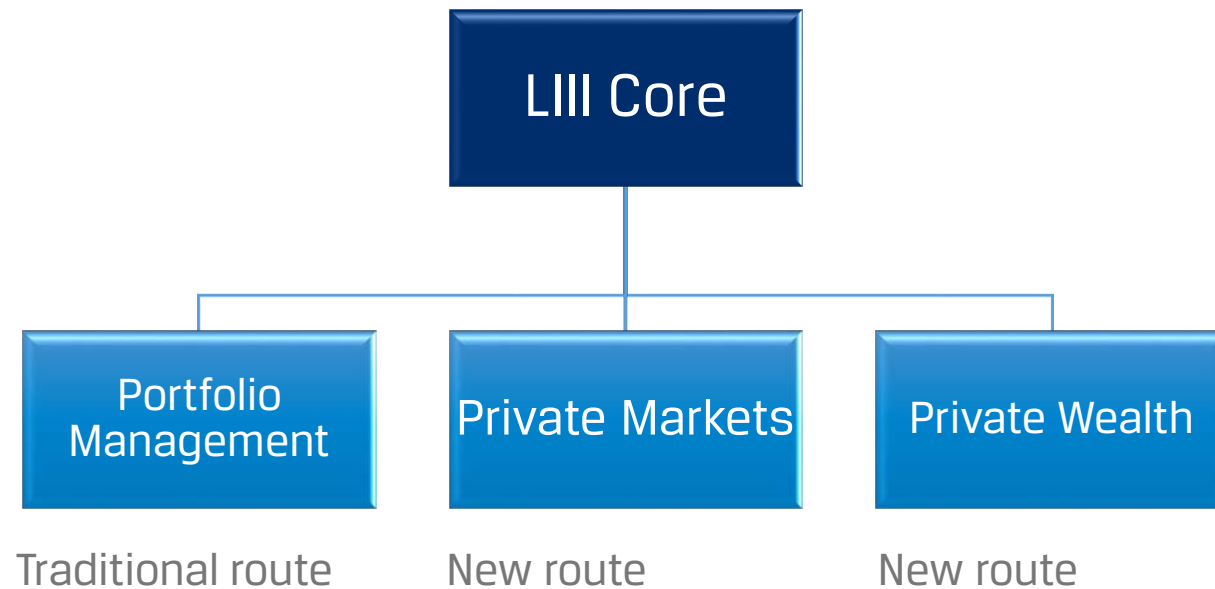 LIII Core
Portfolio
Management
Private Markets
Private Wealth
Traditional route
New route
New route